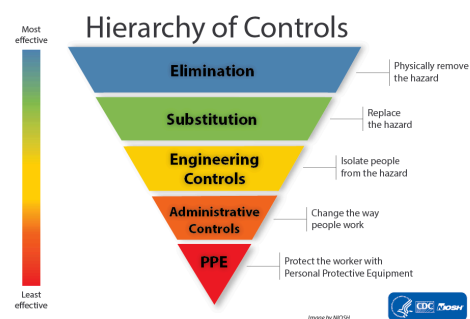 Hierarchy of Controls
Most
effective
Elimination
Physically remove
the hazard
Substitution
Replace
the hazard
Engineering
Controls
Isolate people
from the hazard
Administrative
Controls
Change the way
people work
PPE
Protect the worker with
Personal Protective Equipment
Least
effective
Image by NIOSH
CDC
NIOSH